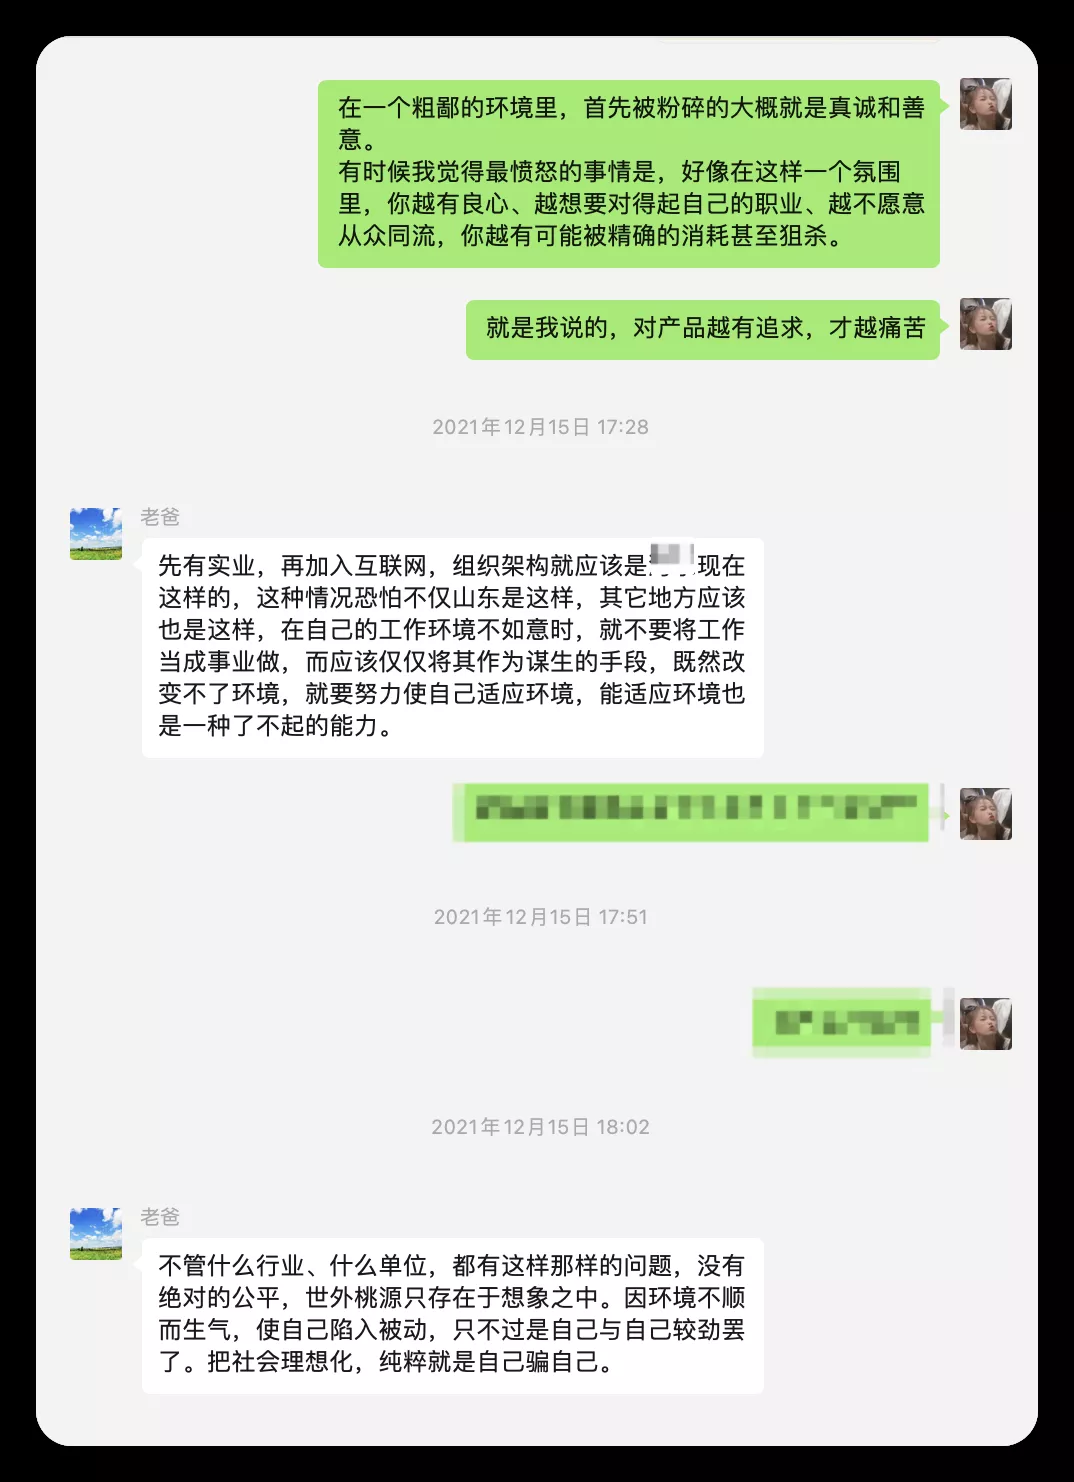 在一个粗鄙的环境里，首先被粉碎的大概就是真诚和善
意。
有时候我觉得最愤怒的事情是，好像在这样一个氛围
里，你越有良心、越想要对得起自己的职业、越不愿意
从众同流，你越有可能被精确的消耗甚至狙杀。
就是我说的，对产品越有追求，才越痛苦
2021年12月15日 17:28
老爸
先有实业，再加入互联网，组织架构就应该是现在
这样的，这种情况恐怕不仅山东是这样，其它地方应该
也是这样，在自己的工作环境不如意时，就不要将工作
当成事业做，而应该仅仅将其作为谋生的手段，既然改
变不了环境，就要努力使自己适应环境，能适应环境也
是一种了不起的能力。
2021年12月15日 17:51
2021年12月15日 18:02
老爸
不管什么行业、什么单位，都有这样那样的问题，没有
绝对的公平，世外桃源只存在于想象之中。因环境不顺
而生气，使自己陷入被动，只不过是自己与自己较劲罢
了。把社会理想化，纯粹就是自己骗自己。